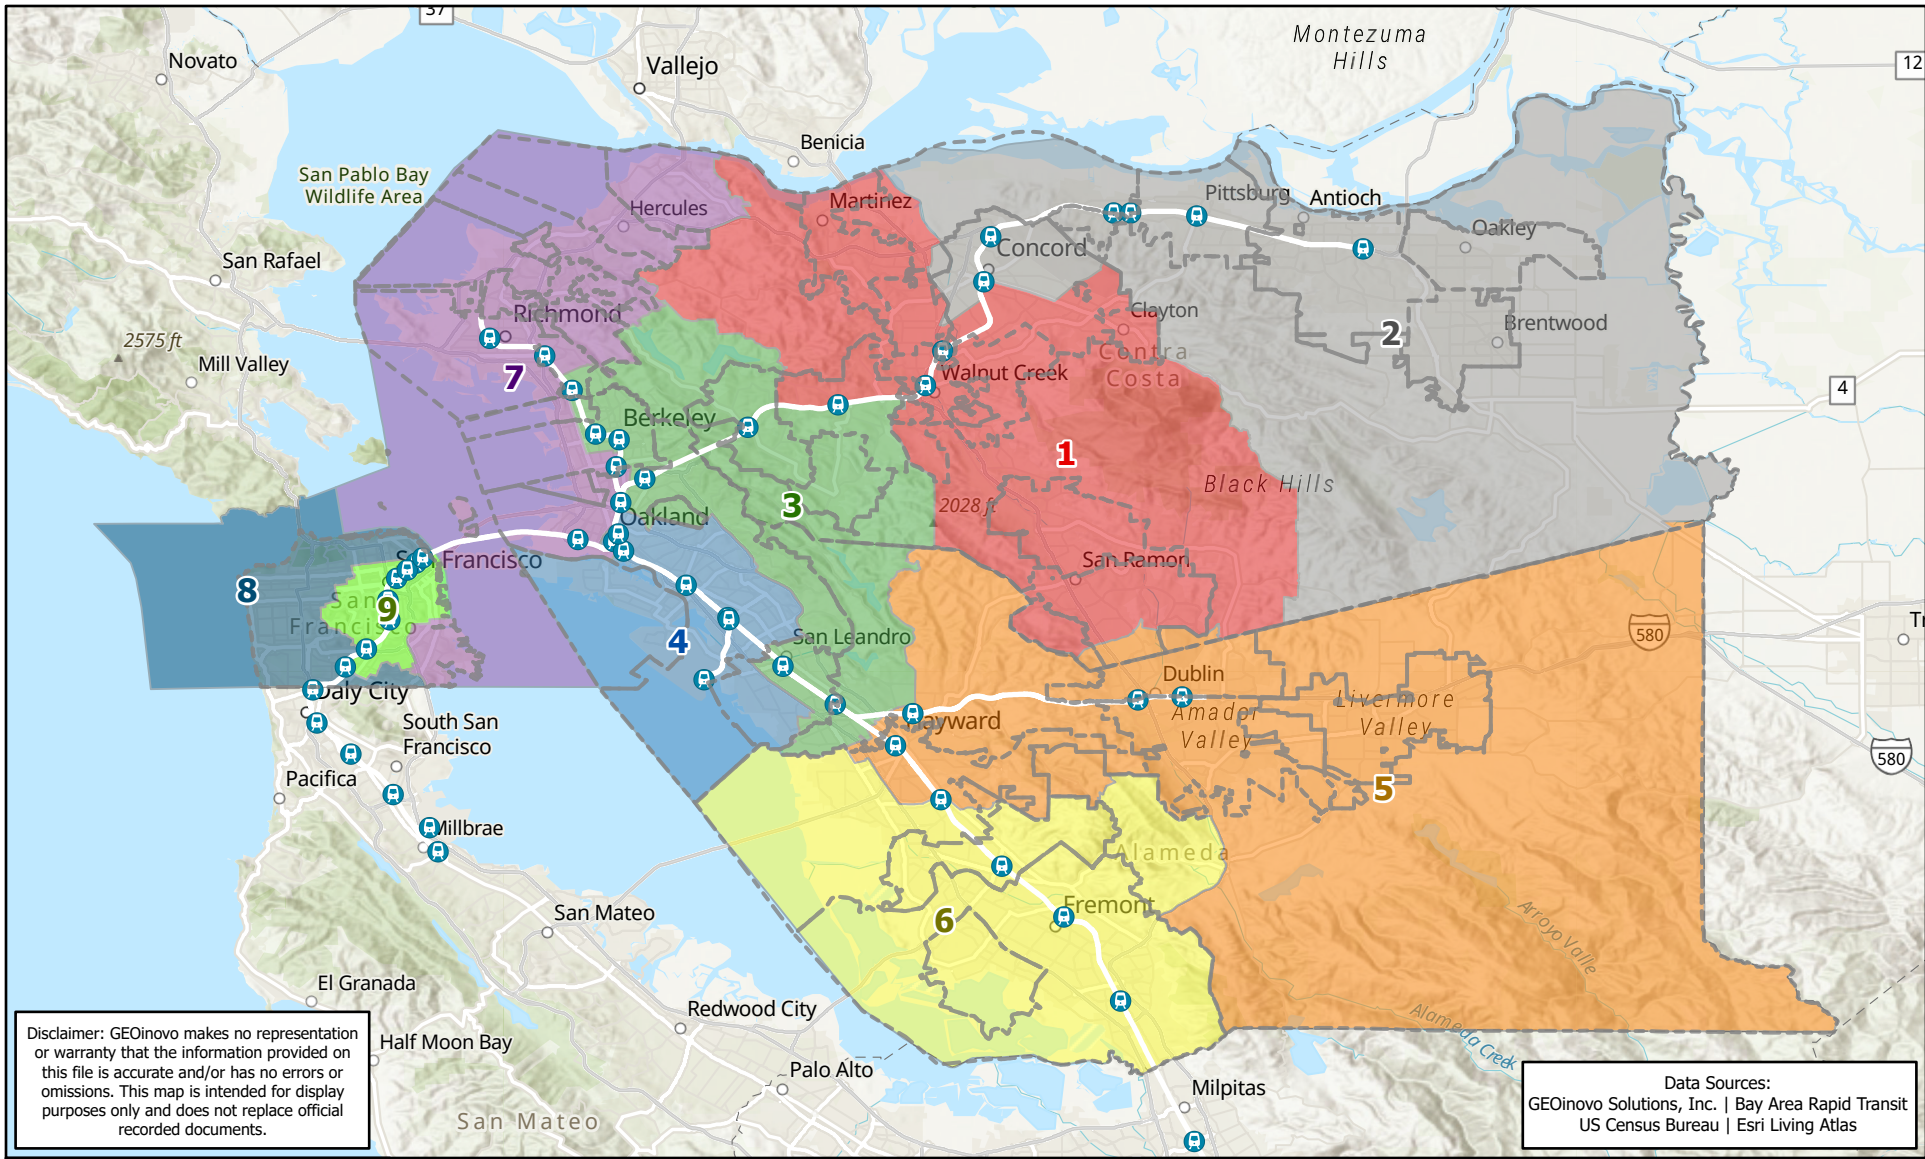 37
Montezuma
Hills
12
Novato
Vallejo
Benicia
San Pablo Bay
Wildlife Area
Hercules
Martinez
Pittsburg
Antioch
Oakley
San Rafael
Concord
Richmond
Clayton
Brentwood
2
2575 ft
Mill Valley
7
Contra
Costa
Walnut Creek
4
Berkeley
1
Black Hills
3
2028 ft
Oakland
San Francisco
San Ramon
8
San
Francisco
9
4
San Leandro
580
Dublin
Daly City
South San
Francisco
Hayward
Amador
Valley
Livermore
Valley
580
Pacifica
5
Millbrae
Alameda
San Mateo
6
Fremont
Arroyo Valle
El Granada
Redwood City
Alameda Creek
Half Moon Bay
Palo Alto
Milpitas
San Mateo
Disclaimer: GEOinovo makes no representation
or warranty that the information provided on
this file is accurate and/or has no errors or
omissions. This map is intended for display
purposes only and does not replace official
recorded documents.
Data Sources:
GEOinovo Solutions, Inc. | Bay Area Rapid Transit
US Census Bureau | Esri Living Atlas